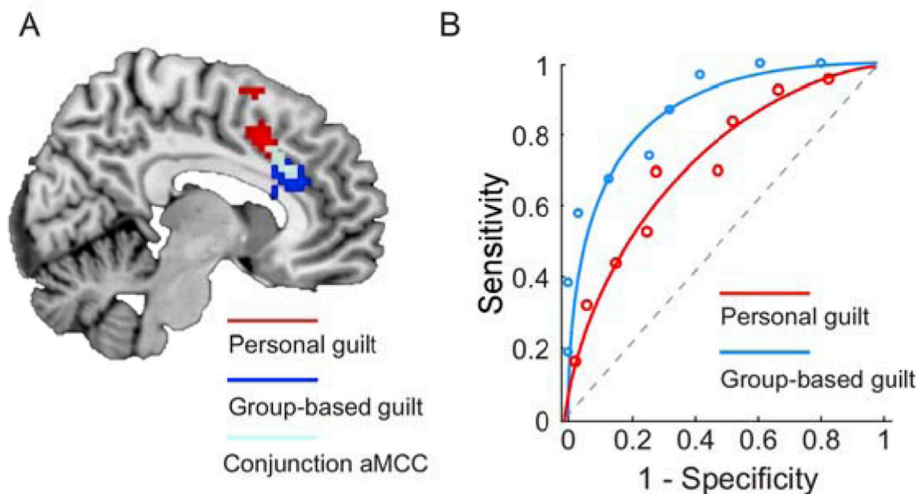 A
Personal guilt
Group-based guilt
Conjunction aMCC
B
1
0.8
0.6
0.4
0.2
0
0
0.2
0.4
0.6
0.8
1
Sensitivity
1 - Specificity
Personal guilt
Group-based guilt